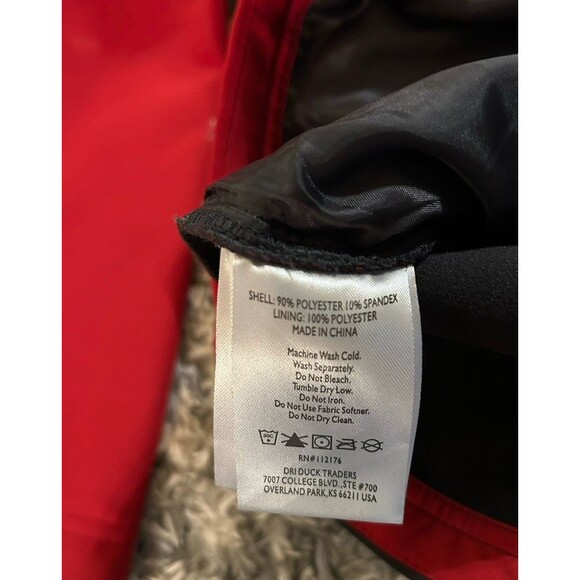 SHELL: 90% POLYESTER 10% SPANDEX
LINING: 100% POLYESTER
MADE IN CHINA
Machine Wash Cold.
Wash Separately.
Do Not Bleach.
Tumble Dry Low.
Do Not Iron.
Do Not Use Fabric Softner.
Do Not Dry Clean.
30C
RN#112176
DRI DUCK TRADERS
7007 COLLEGE BLVD.,STE #700
OVERLAND PARK,KS 66211 USA